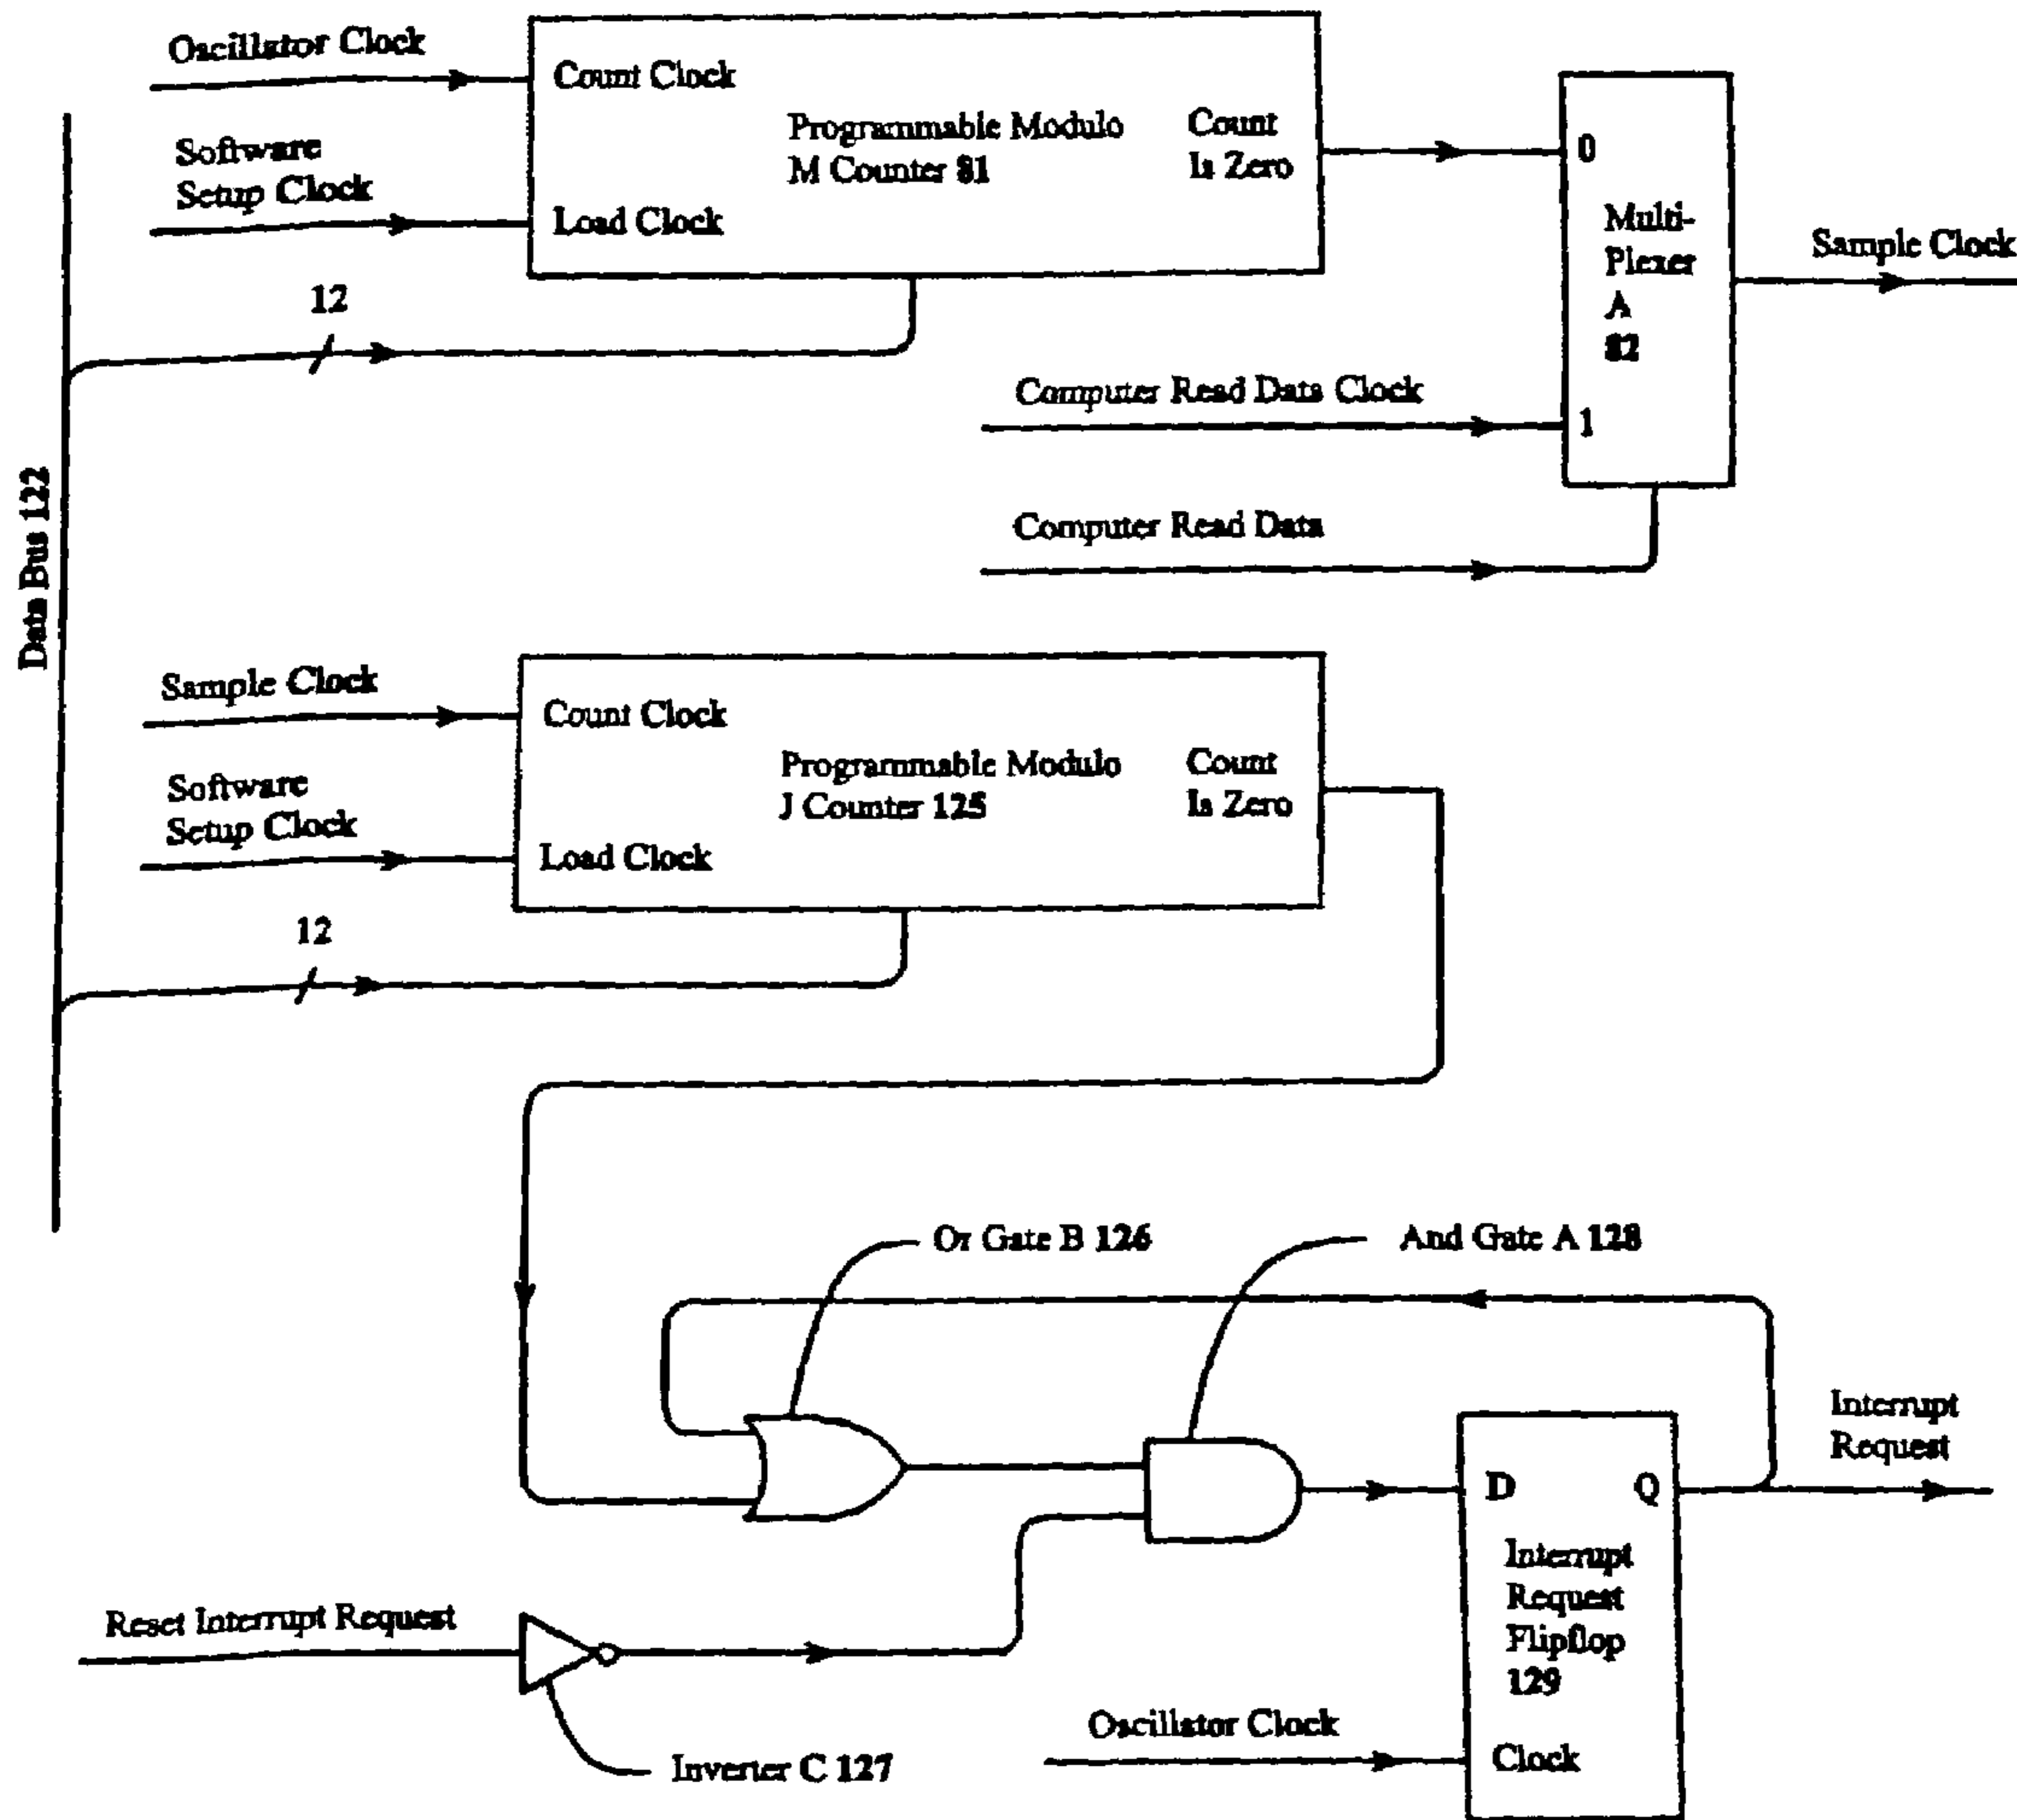 Oscillator Clock
Count Clock
Programmable Modulo
M Counter 81
Count
Is Zero
Software
Setup Clock
Load Clock
12
0
Multi-
Plexer
A
82
Sample Clock
Computer Read Data Clock
1
Computer Read Data
Data Bus 122
Sample Clock
Count Clock
Programmable Modulo
J Counter 125
Count
Is Zero
Software
Setup Clock
Load Clock
12
Or Gate B 126
And Gate A 128
Interrupt
Request
D
Q
Interrupt
Request
Flipflop
129
Reset Interrupt Request
Oscillator Clock
Clock
Inverter C 127